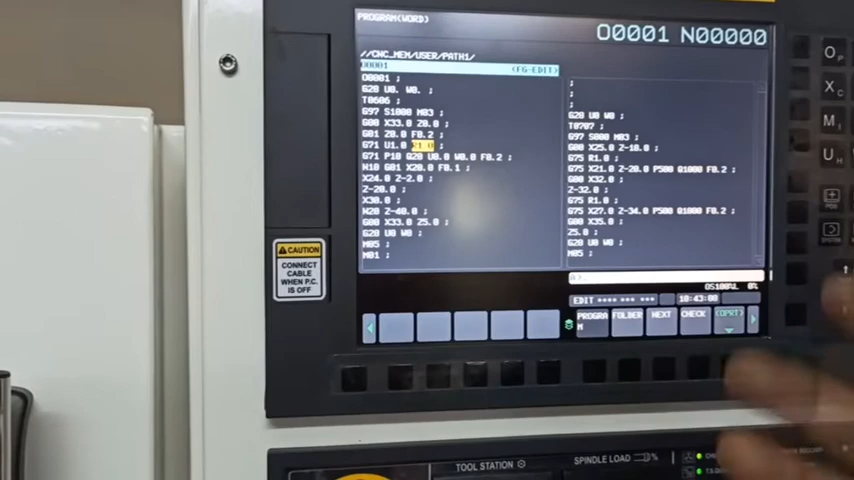 PROGRAM(WORD)
O0001 N00000
//CNC_MEM/USER/PATH1/
O0001 (FG-EDIT)
O0001 ;
G28 U0. W0. ;
T0606 ;
G97 S1000 M03 ;
G00 X33.0 Z0.0 ;
G01 Z0.0 F0.2 ;
G71 U1.0 R1.0 ;
G71 P10 Q20 U0.0 W0.0 F0.2 ;
N10 G01 X20.0 F0.1 ;
X24.0 Z-2.0 ;
Z-20.0 ;
X30.0 ;
N20 Z-40.0 ;
G00 X33.0 Z5.0 ;
G28 U0 W0 ;
M05 ;
M01 ;
;
;
;
G28 U0 W0 ;
T0707 ;
G97 S800 M03 ;
G00 X25.0 Z-18.0 ;
G75 R1.0 ;
G75 X21.0 Z-20.0 P500 Q1000 F0.2 ;
G00 X32.0 ;
Z-32.0 ;
G75 R1.0 ;
G75 X27.0 Z-34.0 P500 Q1000 F0.2 ;
G00 X35.0 ;
Z5.0 ;
G28 U0 W0 ;
M05 ;
A>
OS100%L 0%
EDIT **** *** *** 18:43:00
PROGRA
M
FOLDER
NEXT
CHECK
(OPRT)
CAUTION
CONNECT
CABLE
WHEN P.C.
IS OFF
TOOL STATION
SPINDLE LOAD %
O P
X C
M I
U H
POS
SYSTEM